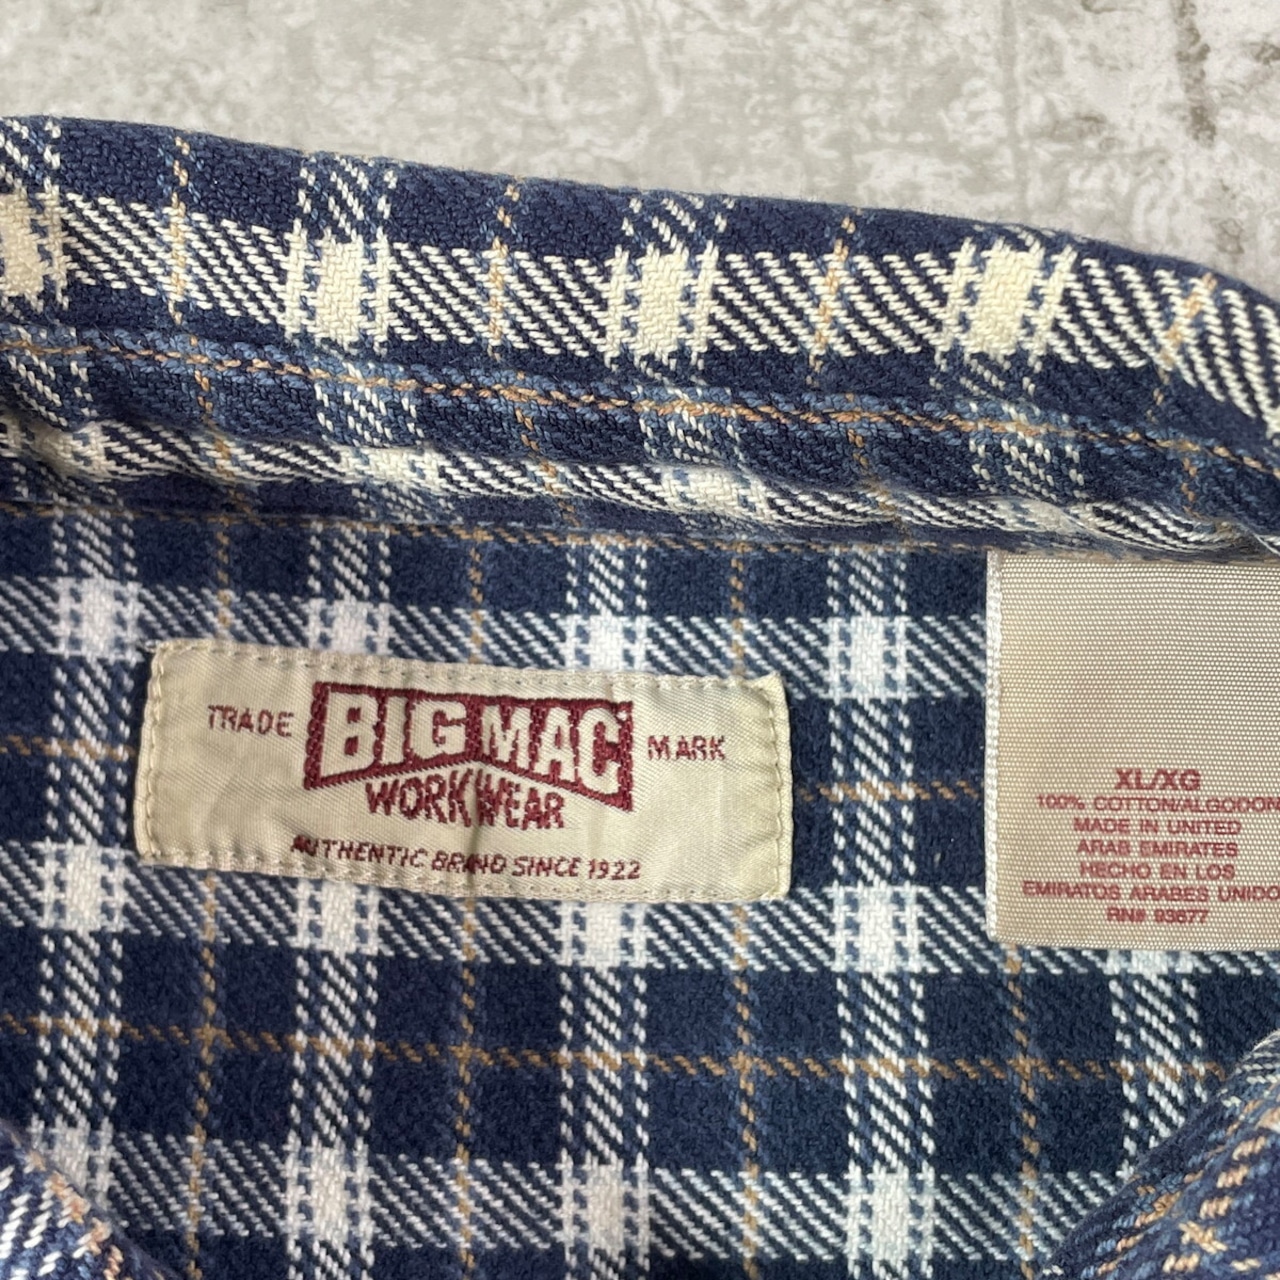 TRADE BIG MAC MARK
WORKWEAR
AUTHENTIC BRAND SINCE 1922
XL/XG
100% COTTON/ALGODON
MADE IN UNITED
ARAB EMIRATES
HECHO EN LOS
EMIRATOS ARABES UNIDO
RN# 93677